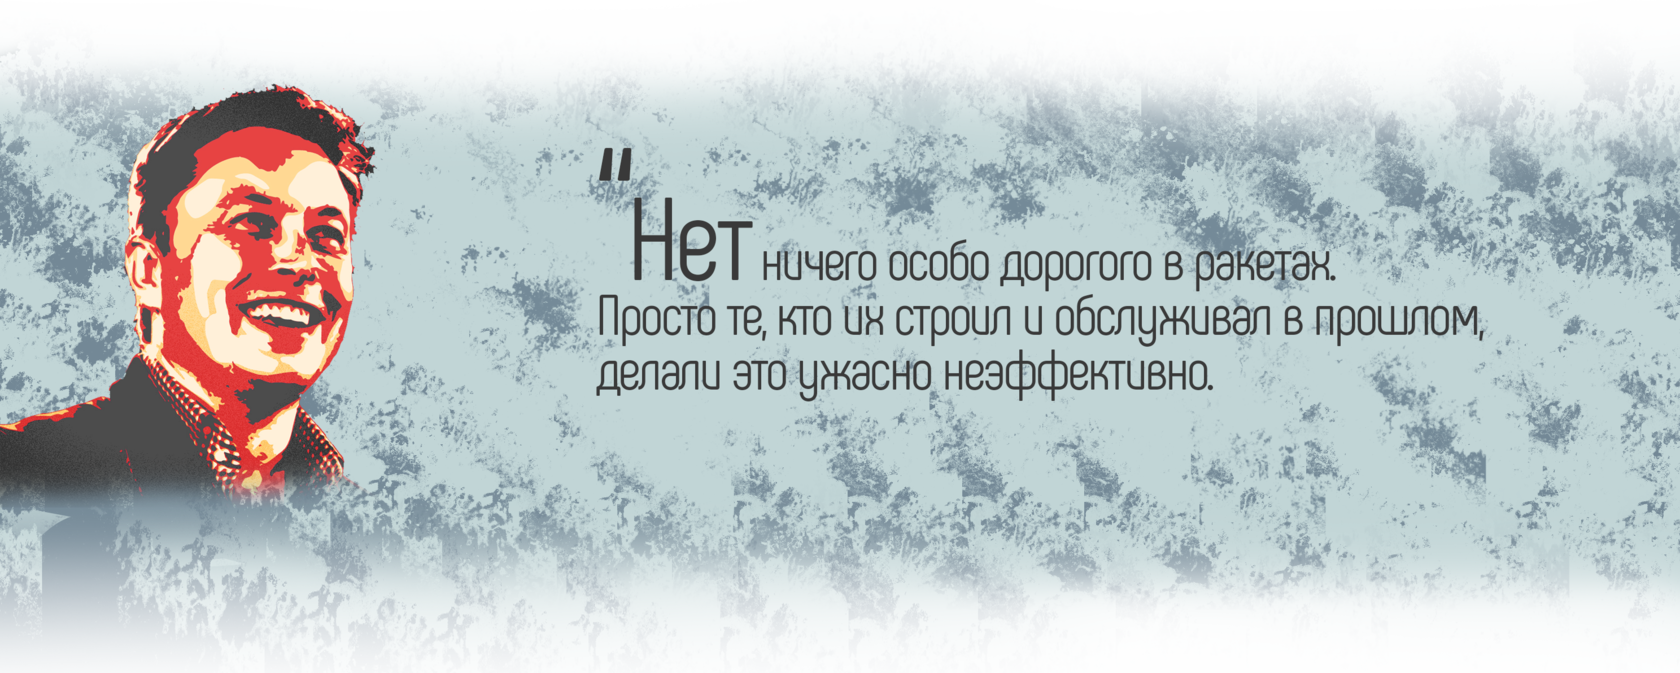 "
Нет ничего особо дорогого в ракетах.
Просто те, кто их строил и обслуживал в прошлом,
делали это ужасно неэффективно.